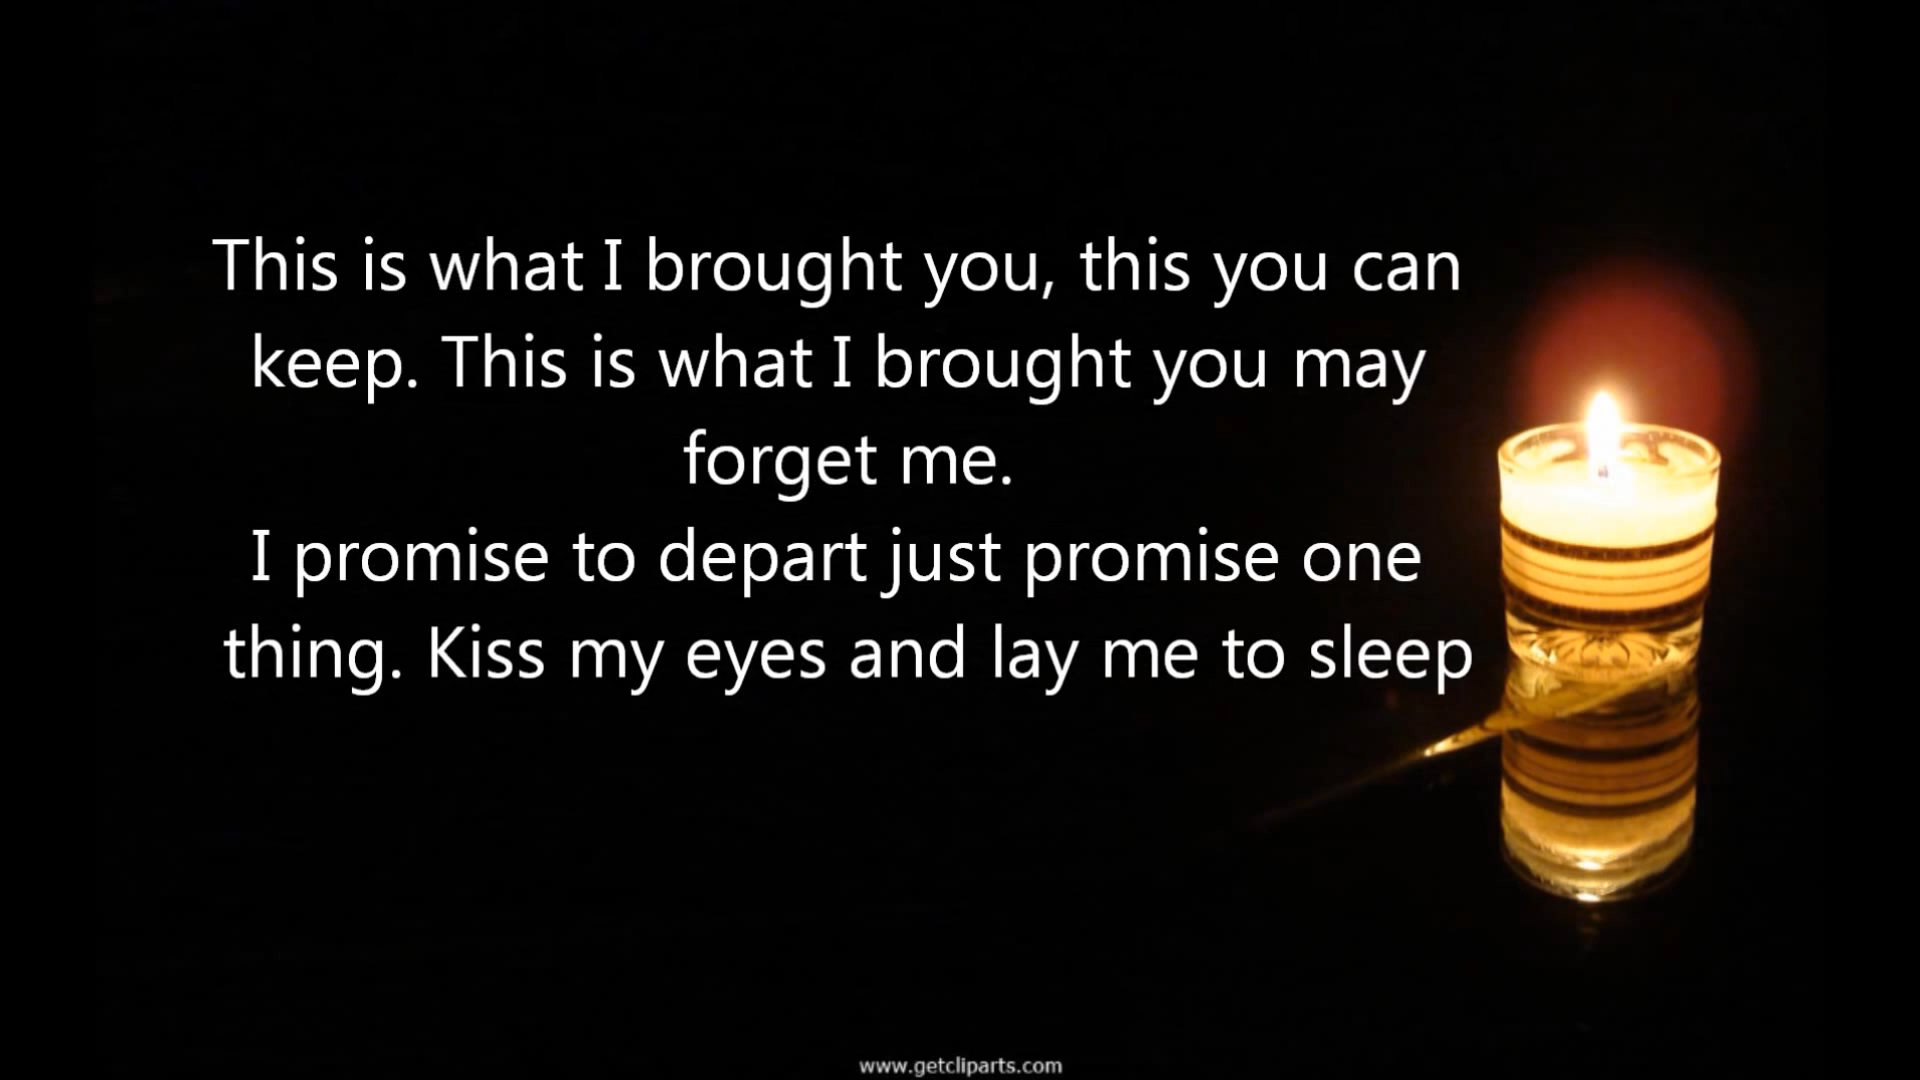 This is what I brought you, this you can
keep. This is what I brought you may
forget me.
I promise to depart just promise one
thing. Kiss my eyes and lay me to sleep
www.getcliparts.com